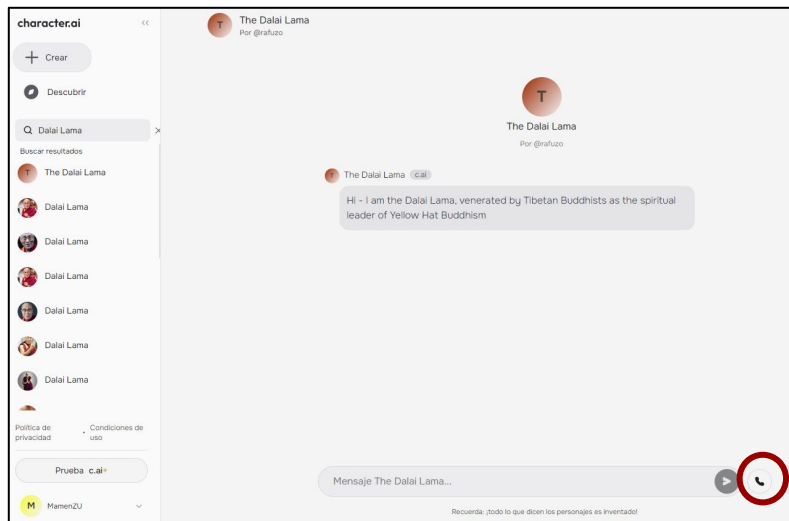 character.ai
Crear
Descubrir
Dalai Lama
Buscar resultados
T The Dalai Lama
Dalai Lama
Dalai Lama
Dalai Lama
Dalai Lama
Dalai Lama
Dalai Lama
Política de privacidad
·
Condiciones de uso
Prueba c.ai+
M MamenZU
T The Dalai Lama
Por @rafuzo
T
The Dalai Lama
Por @rafuzo
T The Dalai Lama c.ai
Hi - I am the Dalai Lama, venerated by Tibetan Buddhists as the spiritual
leader of Yellow Hat Buddhism
Mensaje The Dalai Lama...
Recuerda: ¡todo lo que dicen los personajes es inventado!